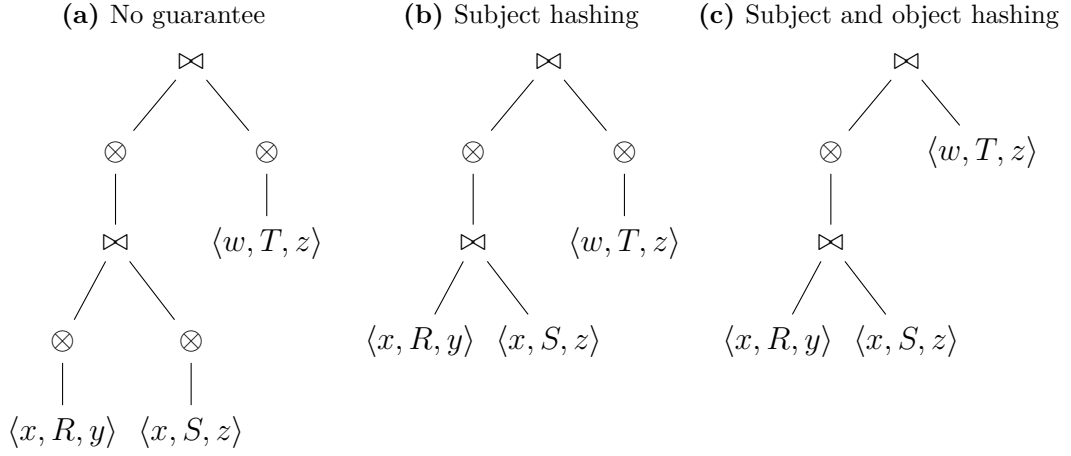 (a) No guarantee (b) Subject hashing (c) Subject and object hashing
⋈ ⋈ ⋈
⊗ ⊗ ⊗ ⊗ ⊗ ⟨w, T, z⟩
⋈ ⟨w, T, z⟩ ⋈ ⟨w, T, z⟩ ⋈
⊗ ⊗ ⟨x, R, y⟩ ⟨x, S, z⟩ ⟨x, R, y⟩ ⟨x, S, z⟩
⟨x, R, y⟩ ⟨x, S, z⟩